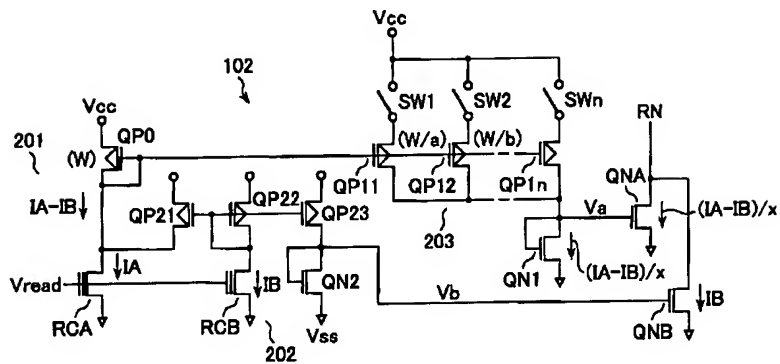 Vcc
102
SW1
SW2
SWn
Vcc
QP0
201
(W)
(W/a)
(W/b)
RN
QP11
QP12
QP1n
QNA
IA-IB
QP21
QP22
QP23
203
Va
(IA-IB)/x
QN1
(IA-IB)/x
Vread
IA
IB
QN2
Vb
IB
RCA
RCB
Vss
QNB
202